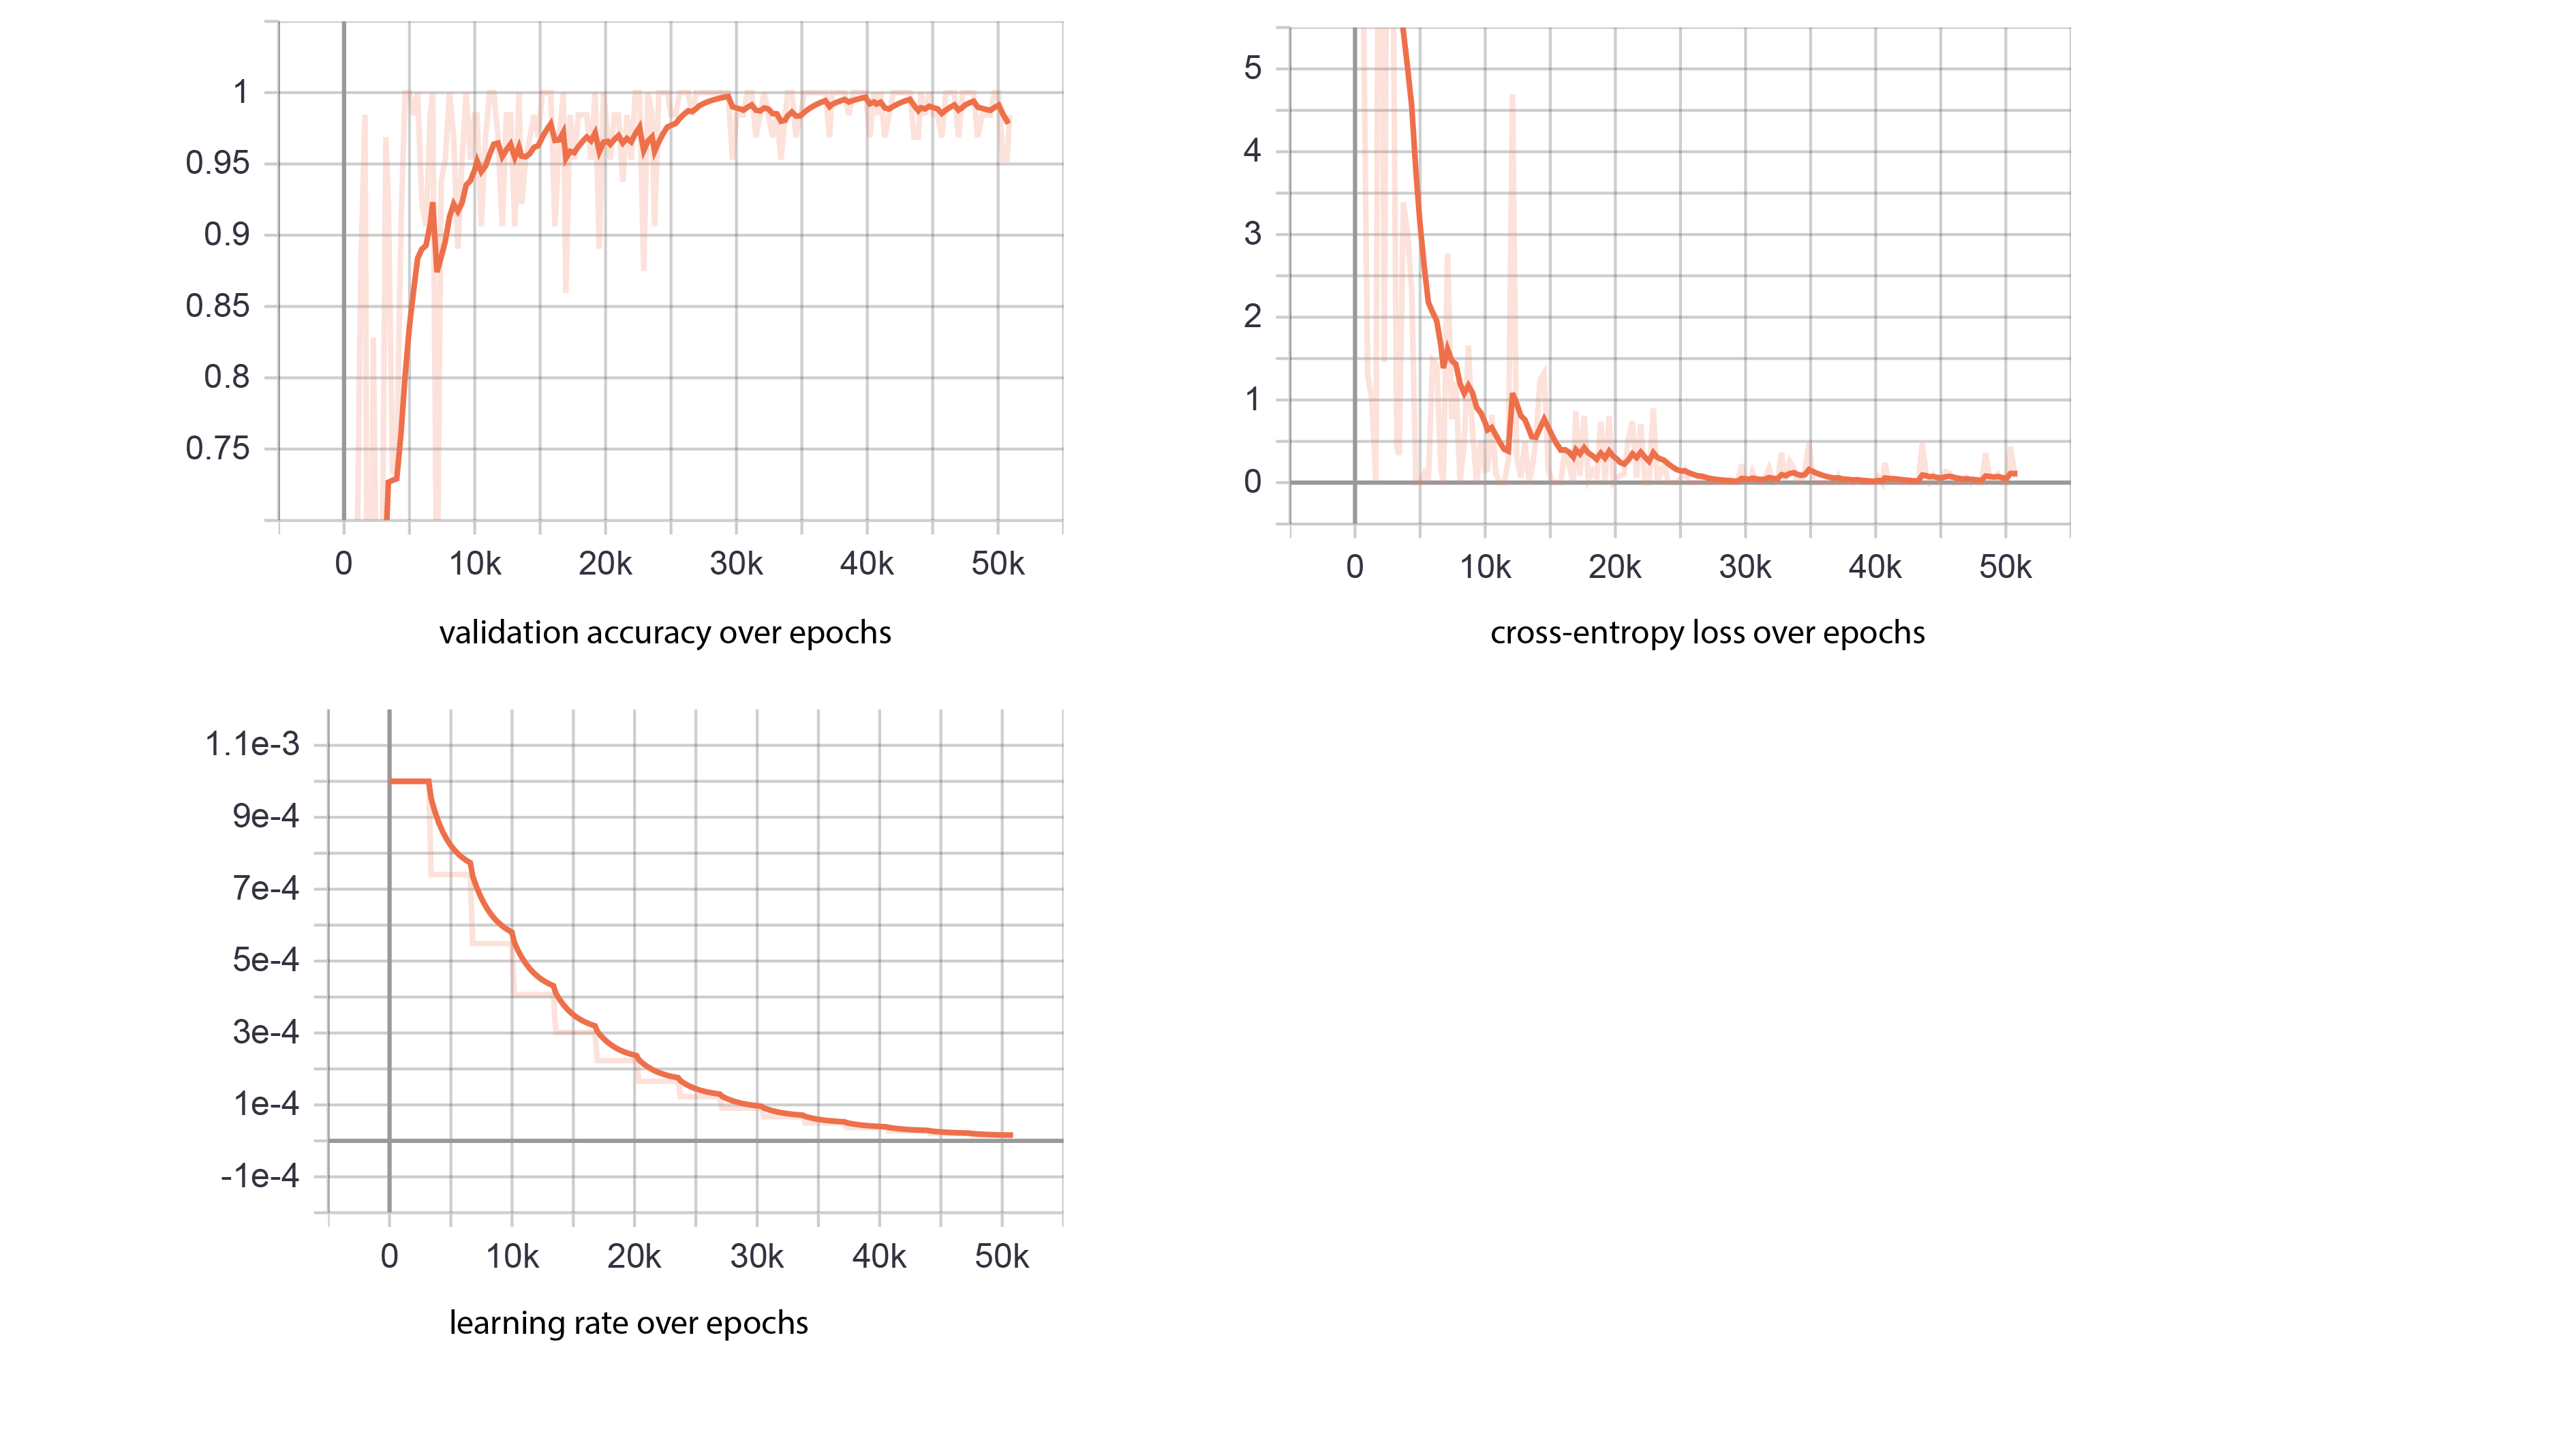 1
0.95
0.9
0.85
0.8
0.75
0 10k 20k 30k 40k 50k
validation accuracy over epochs
5
4
3
2
1
0
0 10k 20k 30k 40k 50k
cross-entropy loss over epochs
1.1e-3
9e-4
7e-4
5e-4
3e-4
1e-4
-1e-4
0 10k 20k 30k 40k 50k
learning rate over epochs